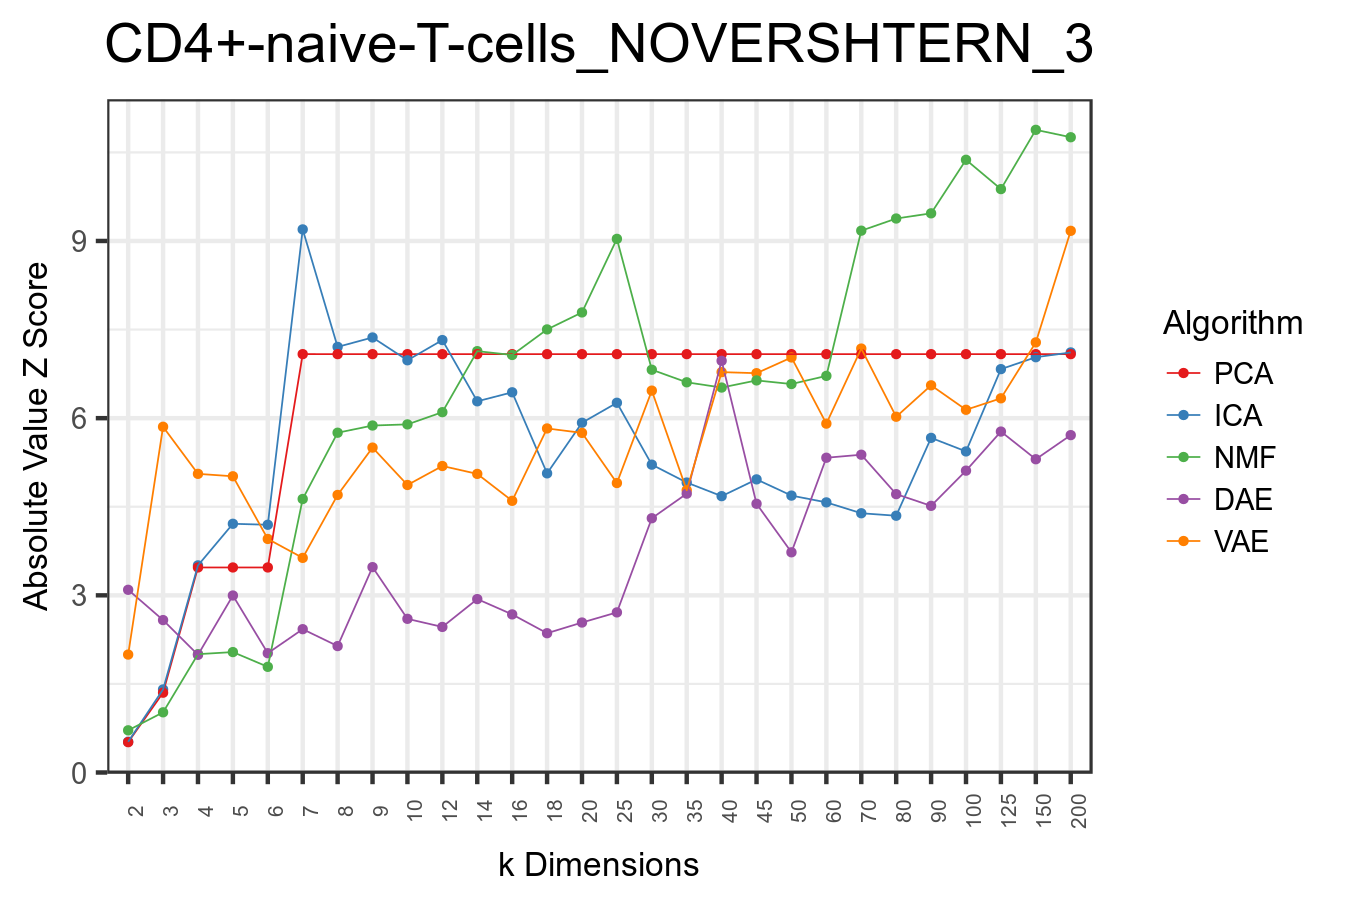 CD4+-naive-T-cells_NOVERSHTERN_3
Absolute Value Z Score
9
6
3
0
2 3 4 5 6 7 8 9 10 12 14 16 18 20 25 30 35 40 45 50 60 70 80 90 100 125 150 200
k Dimensions
Algorithm
PCA
ICA
NMF
DAE
VAE